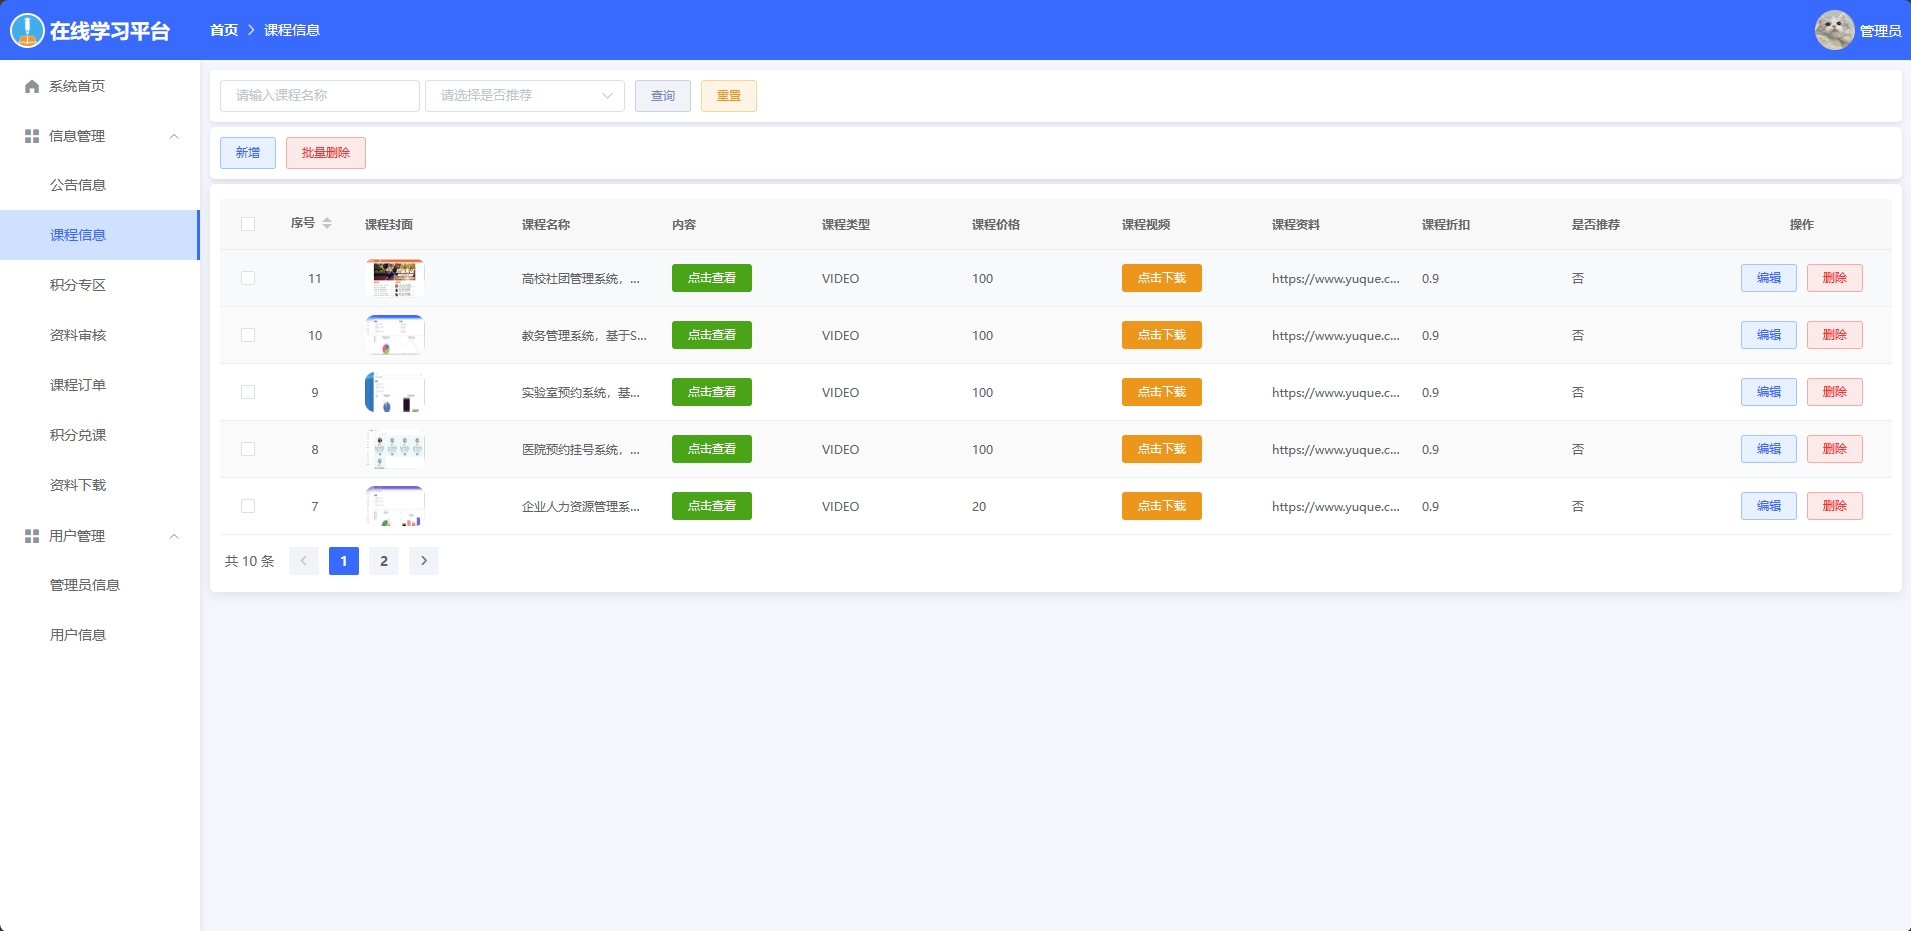 在线学习平台
首页 > 课程信息
管理员
系统首页
信息管理
公告信息
课程信息
积分专区
资料审核
课程订单
积分兑课
资料下载
用户管理
管理员信息
用户信息
请输入课程名称 请选择是否推荐 查询 重置
新增 批量删除
序号 课程封面 课程名称 内容 课程类型 课程价格 课程视频 课程资料 课程折扣 是否推荐 操作
11 高校社团管理系统，... 点击查看 VIDEO 100 点击下载 https://www.yuque.c... 0.9 否 编辑 删除
10 教务管理系统，基于S... 点击查看 VIDEO 100 点击下载 https://www.yuque.c... 0.9 否 编辑 删除
9 实验室预约系统，基... 点击查看 VIDEO 100 点击下载 https://www.yuque.c... 0.9 否 编辑 删除
8 医院预约挂号系统，... 点击查看 VIDEO 100 点击下载 https://www.yuque.c... 0.9 否 编辑 删除
7 企业人力资源管理系... 点击查看 VIDEO 20 点击下载 https://www.yuque.c... 0.9 否 编辑 删除
共 10 条 < 1 2 >